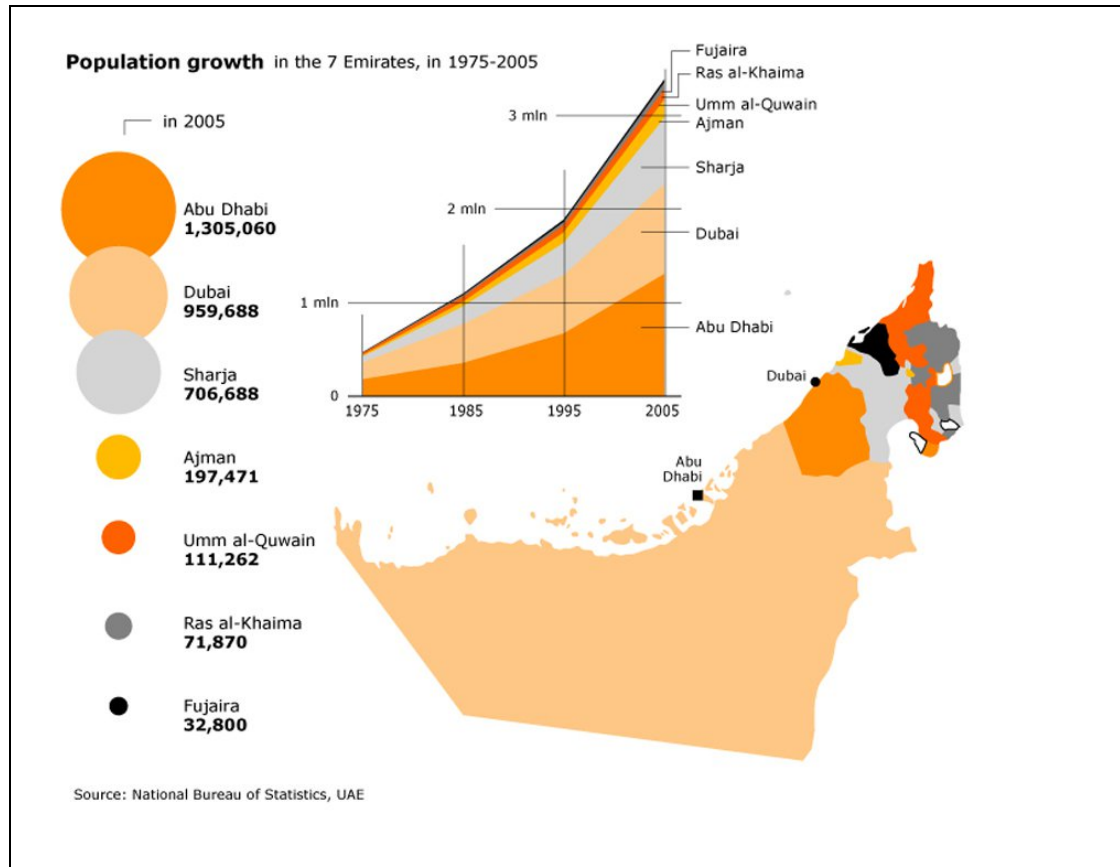 Population growth in the 7 Emirates, in 1975-2005
in 2005
Abu Dhabi
1,305,060
Dubai
959,688
Sharja
706,688
Ajman
197,471
Umm al-Quwain
111,262
Ras al-Khaima
71,870
Fujaira
32,800
3 mln
2 mln
1 mln
0
1975 1985 1995 2005
Fujaira
Ras al-Khaima
Umm al-Quwain
Ajman
Sharja
Dubai
Abu Dhabi
Dubai
Abu
Dhabi
Source: National Bureau of Statistics, UAE